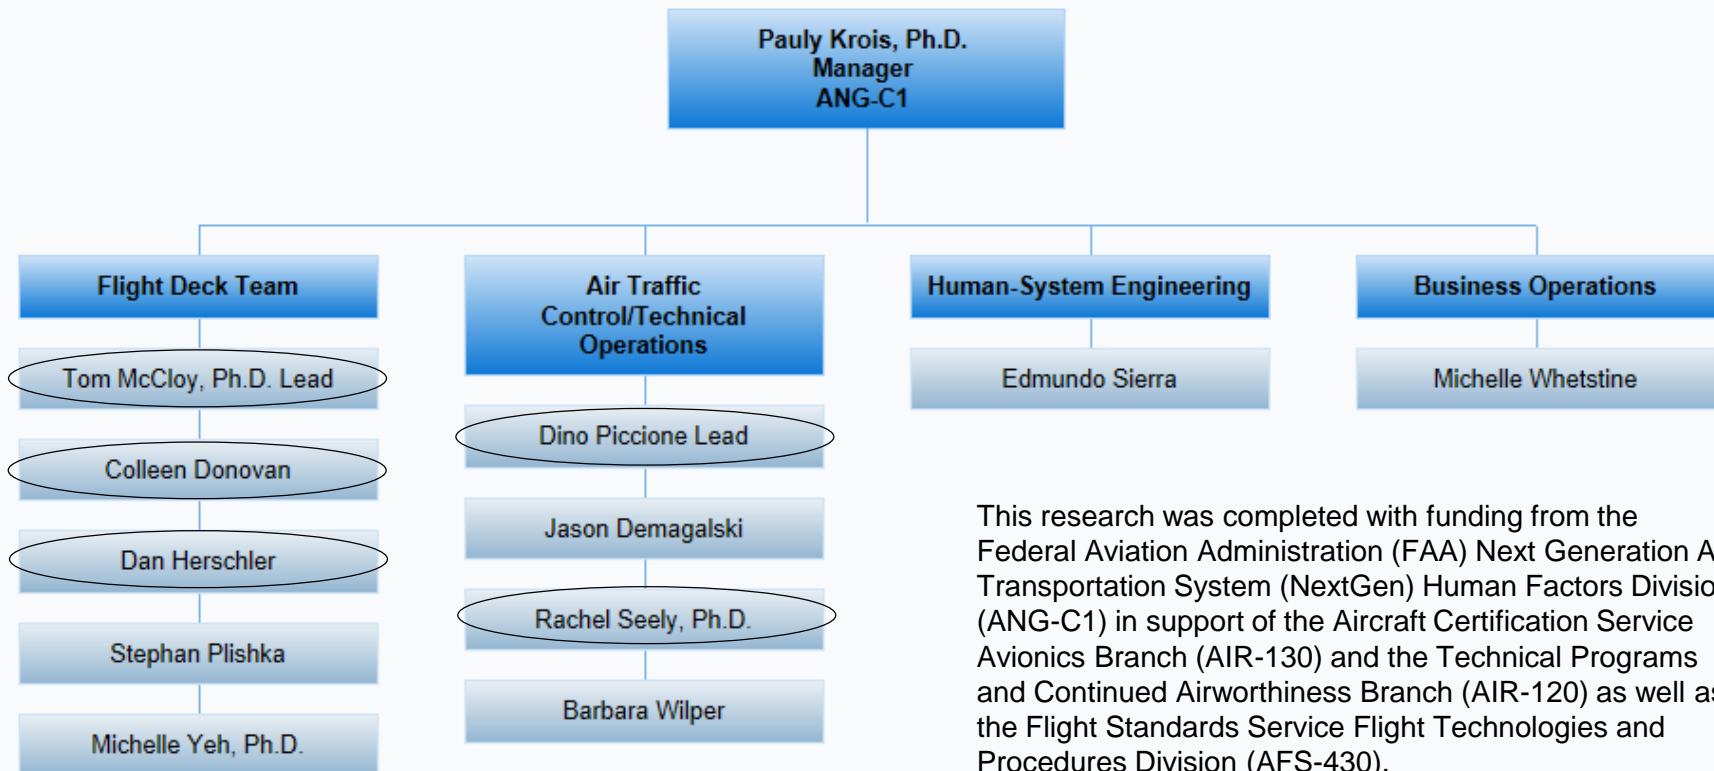 Pauly Krois, Ph.D.
Manager
ANG-C1
Flight Deck Team
Tom McCloy, Ph.D. Lead
Colleen Donovan
Dan Herschler
Stephan Plishka
Michelle Yeh, Ph.D.
Air Traffic
Control/Technical
Operations
Dino Piccione Lead
Jason Demagalski
Rachel Seely, Ph.D.
Barbara Wilper
Human-System Engineering
Edmundo Sierra
Business Operations
Michelle Whetstine
This research was completed with funding from the
Federal Aviation Administration (FAA) Next Generation
Transportation System (NextGen) Human Factors
(ANG-C1) in support of the Aircraft Certification Service
Avionics Branch (AIR-130) and the Technical Programs
and Continued Airworthiness Branch (AIR-120) as well as
the Flight Standards Service Flight Technologies and
Procedures Division (AFS-430).